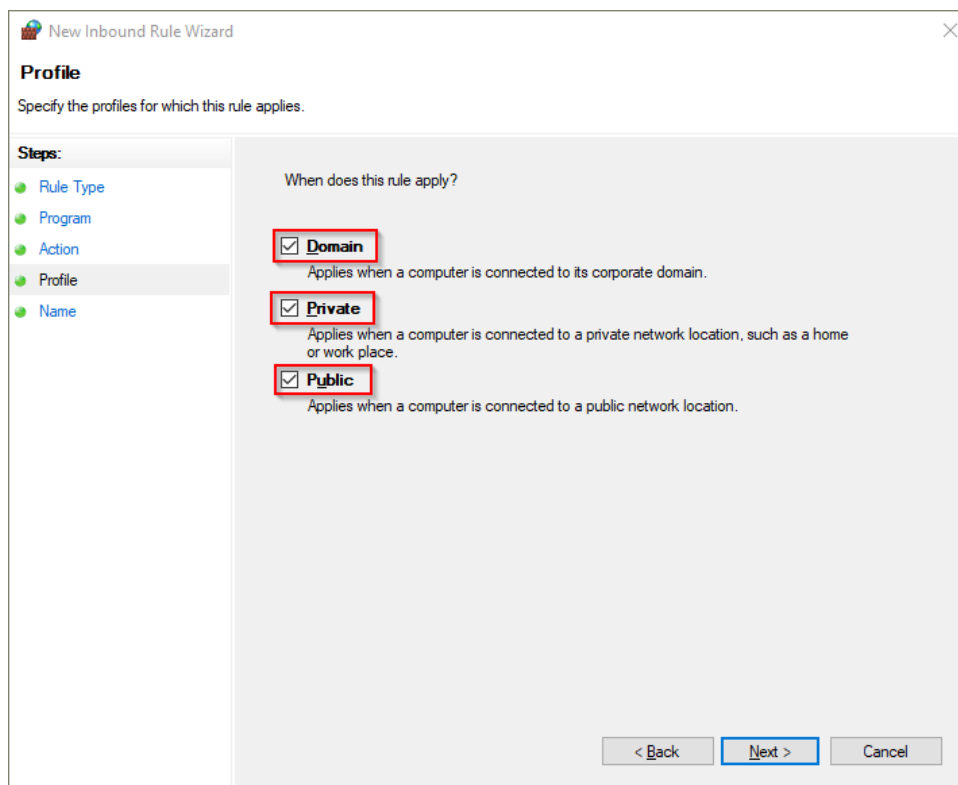 New Inbound Rule Wizard
Profile
Specify the profiles for which this rule applies.
Steps:
Rule Type
Program
Action
Profile
Name
When does this rule apply?
Domain
Applies when a computer is connected to its corporate domain.
Private
Applies when a computer is connected to a private network location, such as a home
or work place.
Public
Applies when a computer is connected to a public network location.
< Back
Next >
Cancel